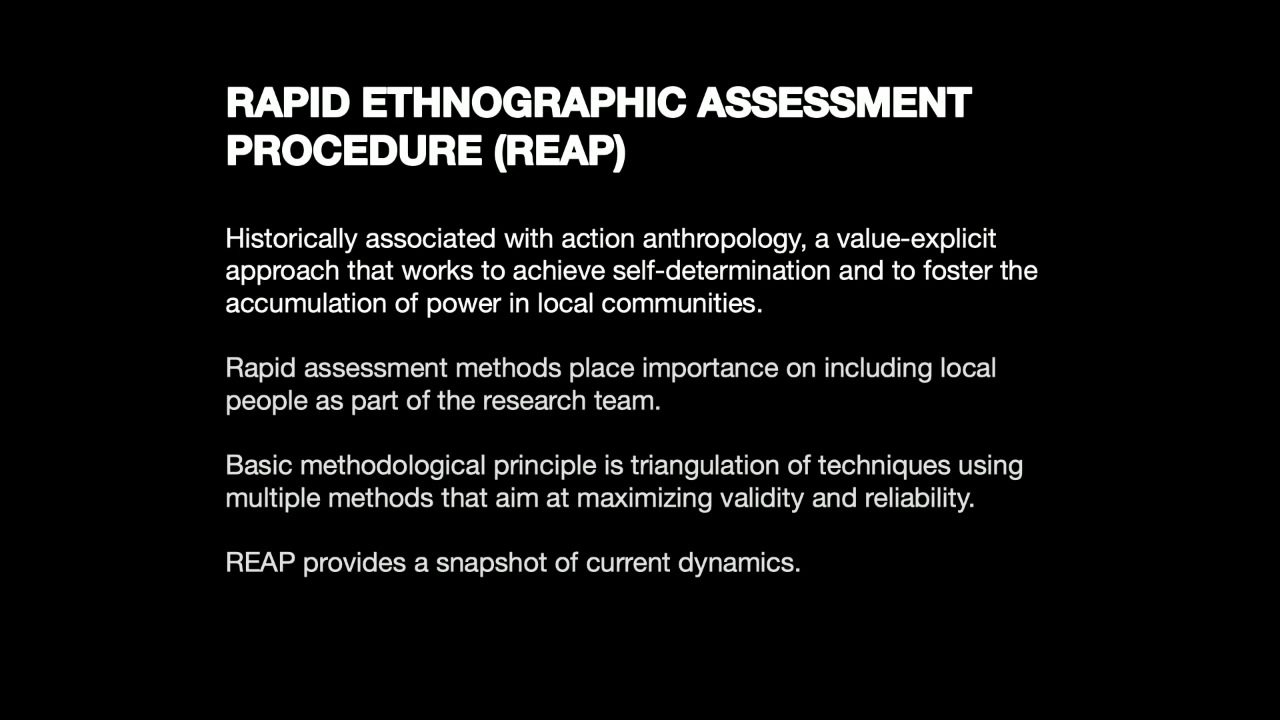 RAPID ETHNOGRAPHIC ASSESSMENT
PROCEDURE (REAP)
Historically associated with action anthropology, a value-explicit
approach that works to achieve self-determination and to foster the
accumulation of power in local communities.
Rapid assessment methods place importance on including local
people as part of the research team.
Basic methodological principle is triangulation of techniques using
multiple methods that aim at maximizing validity and reliability.
REAP provides a snapshot of current dynamics.